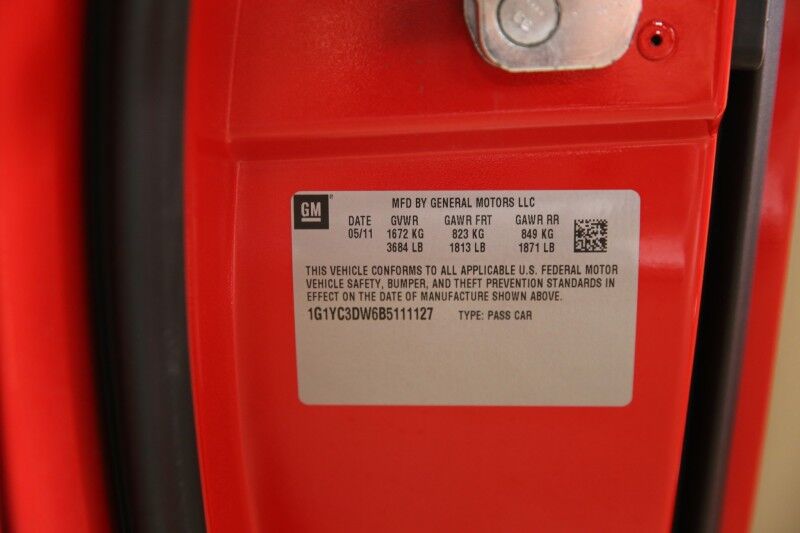 GM
MFD BY GENERAL MOTORS LLC
DATE GVWR GAWR FRT GAWR RR
05/11 1672 KG 823 KG 849 KG
3684 LB 1813 LB 1871 LB
THIS VEHICLE CONFORMS TO ALL APPLICABLE U.S. FEDERAL MOTOR
VEHICLE SAFETY, BUMPER, AND THEFT PREVENTION STANDARDS IN
EFFECT ON THE DATE OF MANUFACTURE SHOWN ABOVE.
1G1YC3DW6B5111127 TYPE: PASS CAR